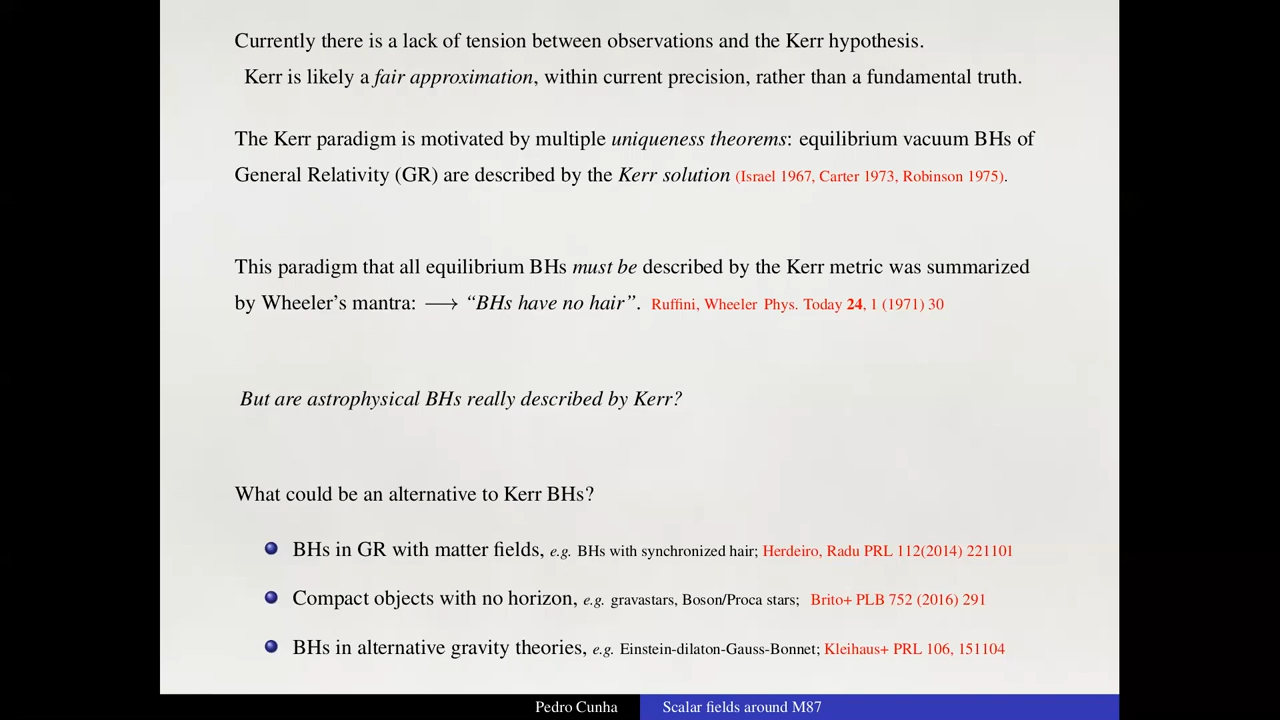 Currently there is a lack of tension between observations and the Kerr hypothesis.
Kerr is likely a fair approximation, within current precision, rather than a fundamental truth.
The Kerr paradigm is motivated by multiple uniqueness theorems: equilibrium vacuum BHs of
General Relativity (GR) are described by the Kerr solution (Israel 1967, Carter 1973, Robinson 1975).
This paradigm that all equilibrium BHs must be described by the Kerr metric was summarized
by Wheeler's mantra: ⟶ “BHs have no hair”. Ruffini, Wheeler Phys. Today 24, 1 (1971) 30
But are astrophysical BHs really described by Kerr?
What could be an alternative to Kerr BHs?
BHs in GR with matter fields, e.g. BHs with synchronized hair; Herdeiro, Radu PRL 112(2014) 221101
Compact objects with no horizon, e.g. gravastars, Boson/Proca stars; Brito+ PLB 752 (2016) 291
BHs in alternative gravity theories, e.g. Einstein-dilaton-Gauss-Bonnet; Kleihaus+ PRL 106, 151104
Pedro Cunha
Scalar fields around M87